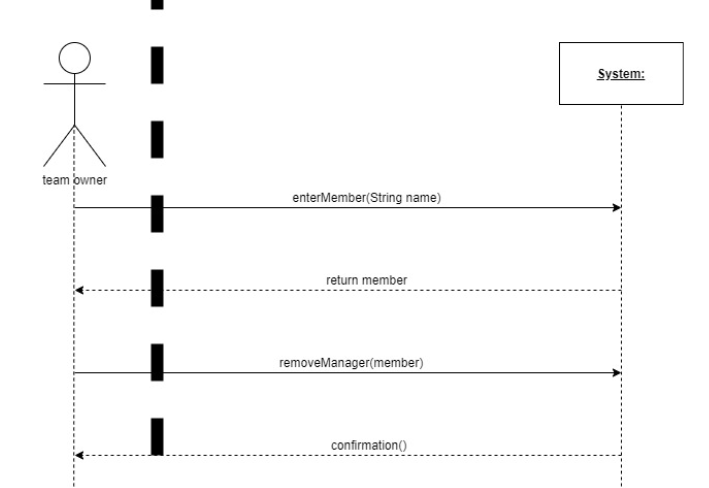 System:
team owner
enterMember(String name)
return member
removeManager(member)
confirmation()